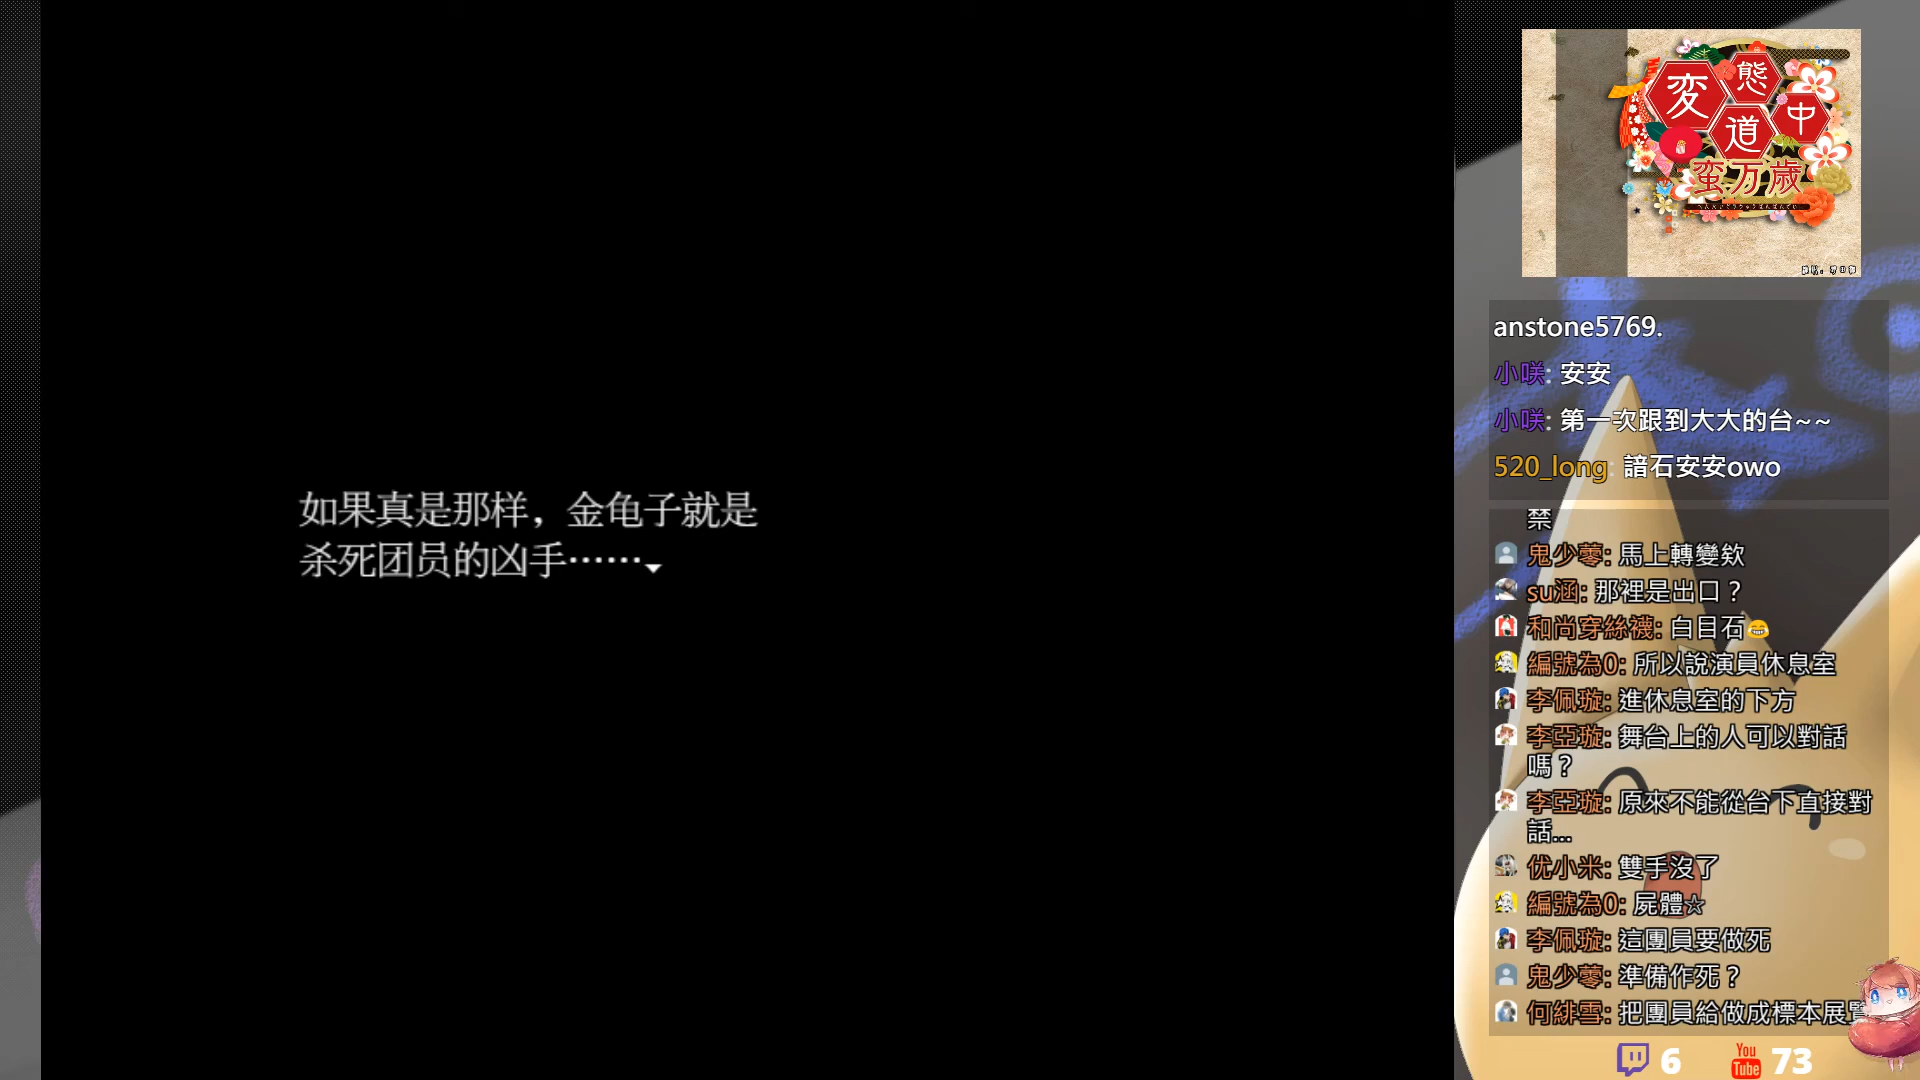 如果真是那样，金龟子就是
杀死团员的凶手……
変態道中
蛮万歳
anstone5769.
小咲: 安安
小咲: 第一次跟到大大的台~~
520_long: 諳石安安owo
禁
鬼少蓼: 馬上轉變欸
su涵: 那裡是出口？
和尚穿絲襪: 白目石😂
編號為0: 所以說演員休息室
李佩璇: 進休息室的下方
李亞璇: 舞台上的人可以對話
嗎？
李亞璇: 原來不能從台下直接對
話...
优小米: 雙手沒了
編號為0: 屍體☆
李佩璇: 這團員要做死
鬼少蓼: 準備作死？
何緋雪: 把團員給做成標本展覽
6
You
Tube
73